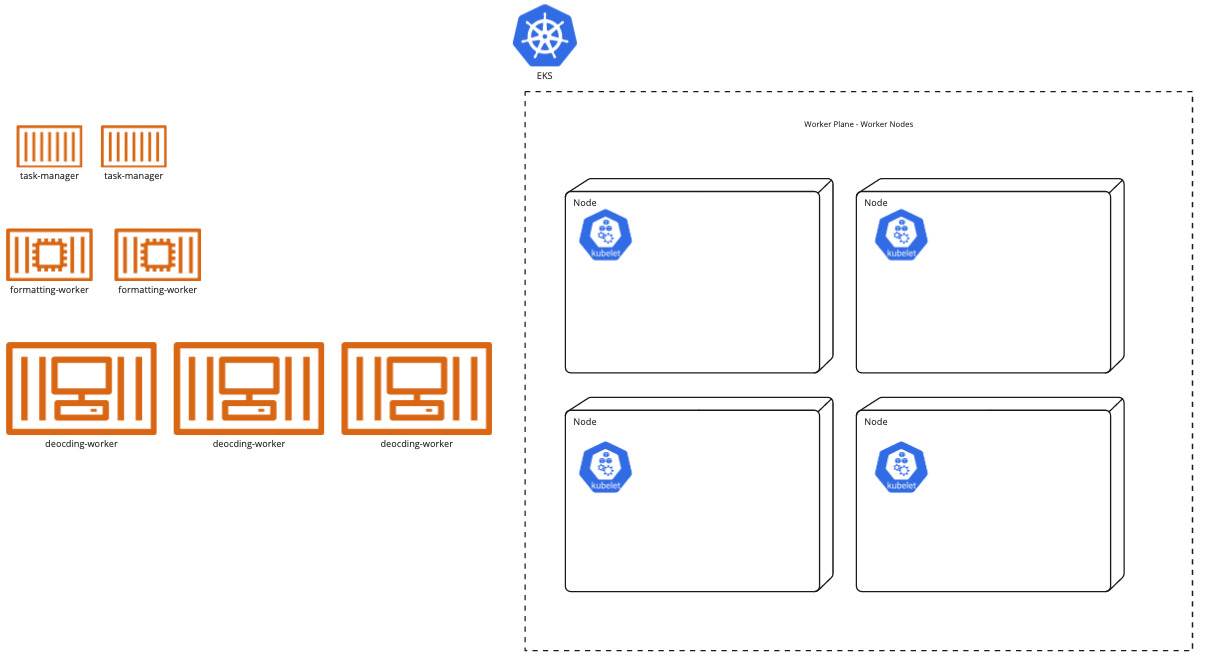 EKS
Worker Plane - Worker Nodes
task-manager
task-manager
Node
kubelet
Node
kubelet
formatting-worker
formatting-worker
deocding-worker
deocding-worker
deocding-worker
Node
kubelet
Node
kubelet